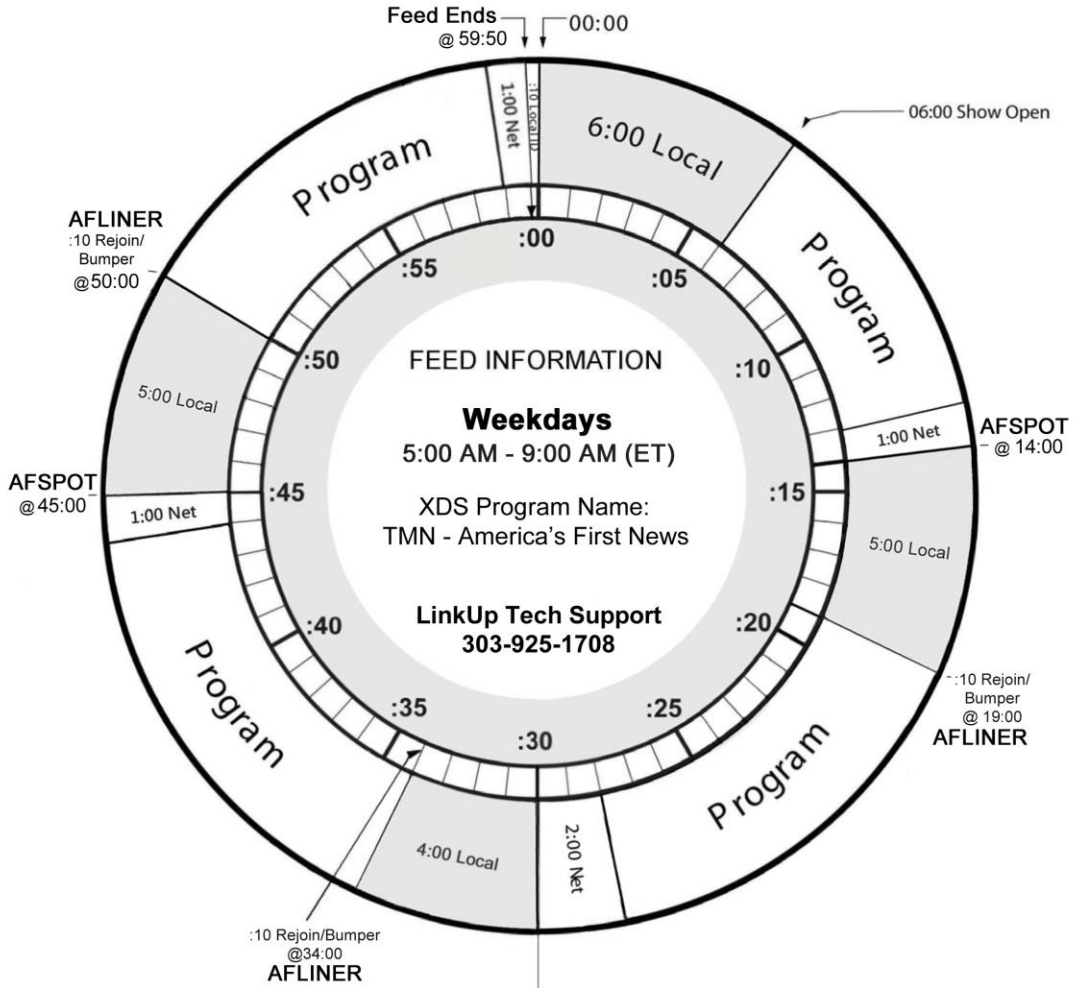 Feed Ends
@ 59:50
00:00
1:00 Net
:10 Local ID
6:00 Local
06:00 Show Open
Program
Program
AFLINER
:10 Rejoin/
Bumper
@50:00
:00
:55
:05
:50
:10
5:00 Local
FEED INFORMATION
Weekdays
5:00 AM - 9:00 AM (ET)
XDS Program Name:
TMN - America's First News
LinkUp Tech Support
303-925-1708
1:00 Net
AFSPOT
@ 14:00
AFSPOT
@ 45:00
:45
:15
1:00 Net
5:00 Local
:40
:20
:35
:25
:30
Program
Program
:10 Rejoin/
Bumper
@ 19:00
AFLINER
4:00 Local
2:00 Net
:10 Rejoin/Bumper
@34:00
AFLINER